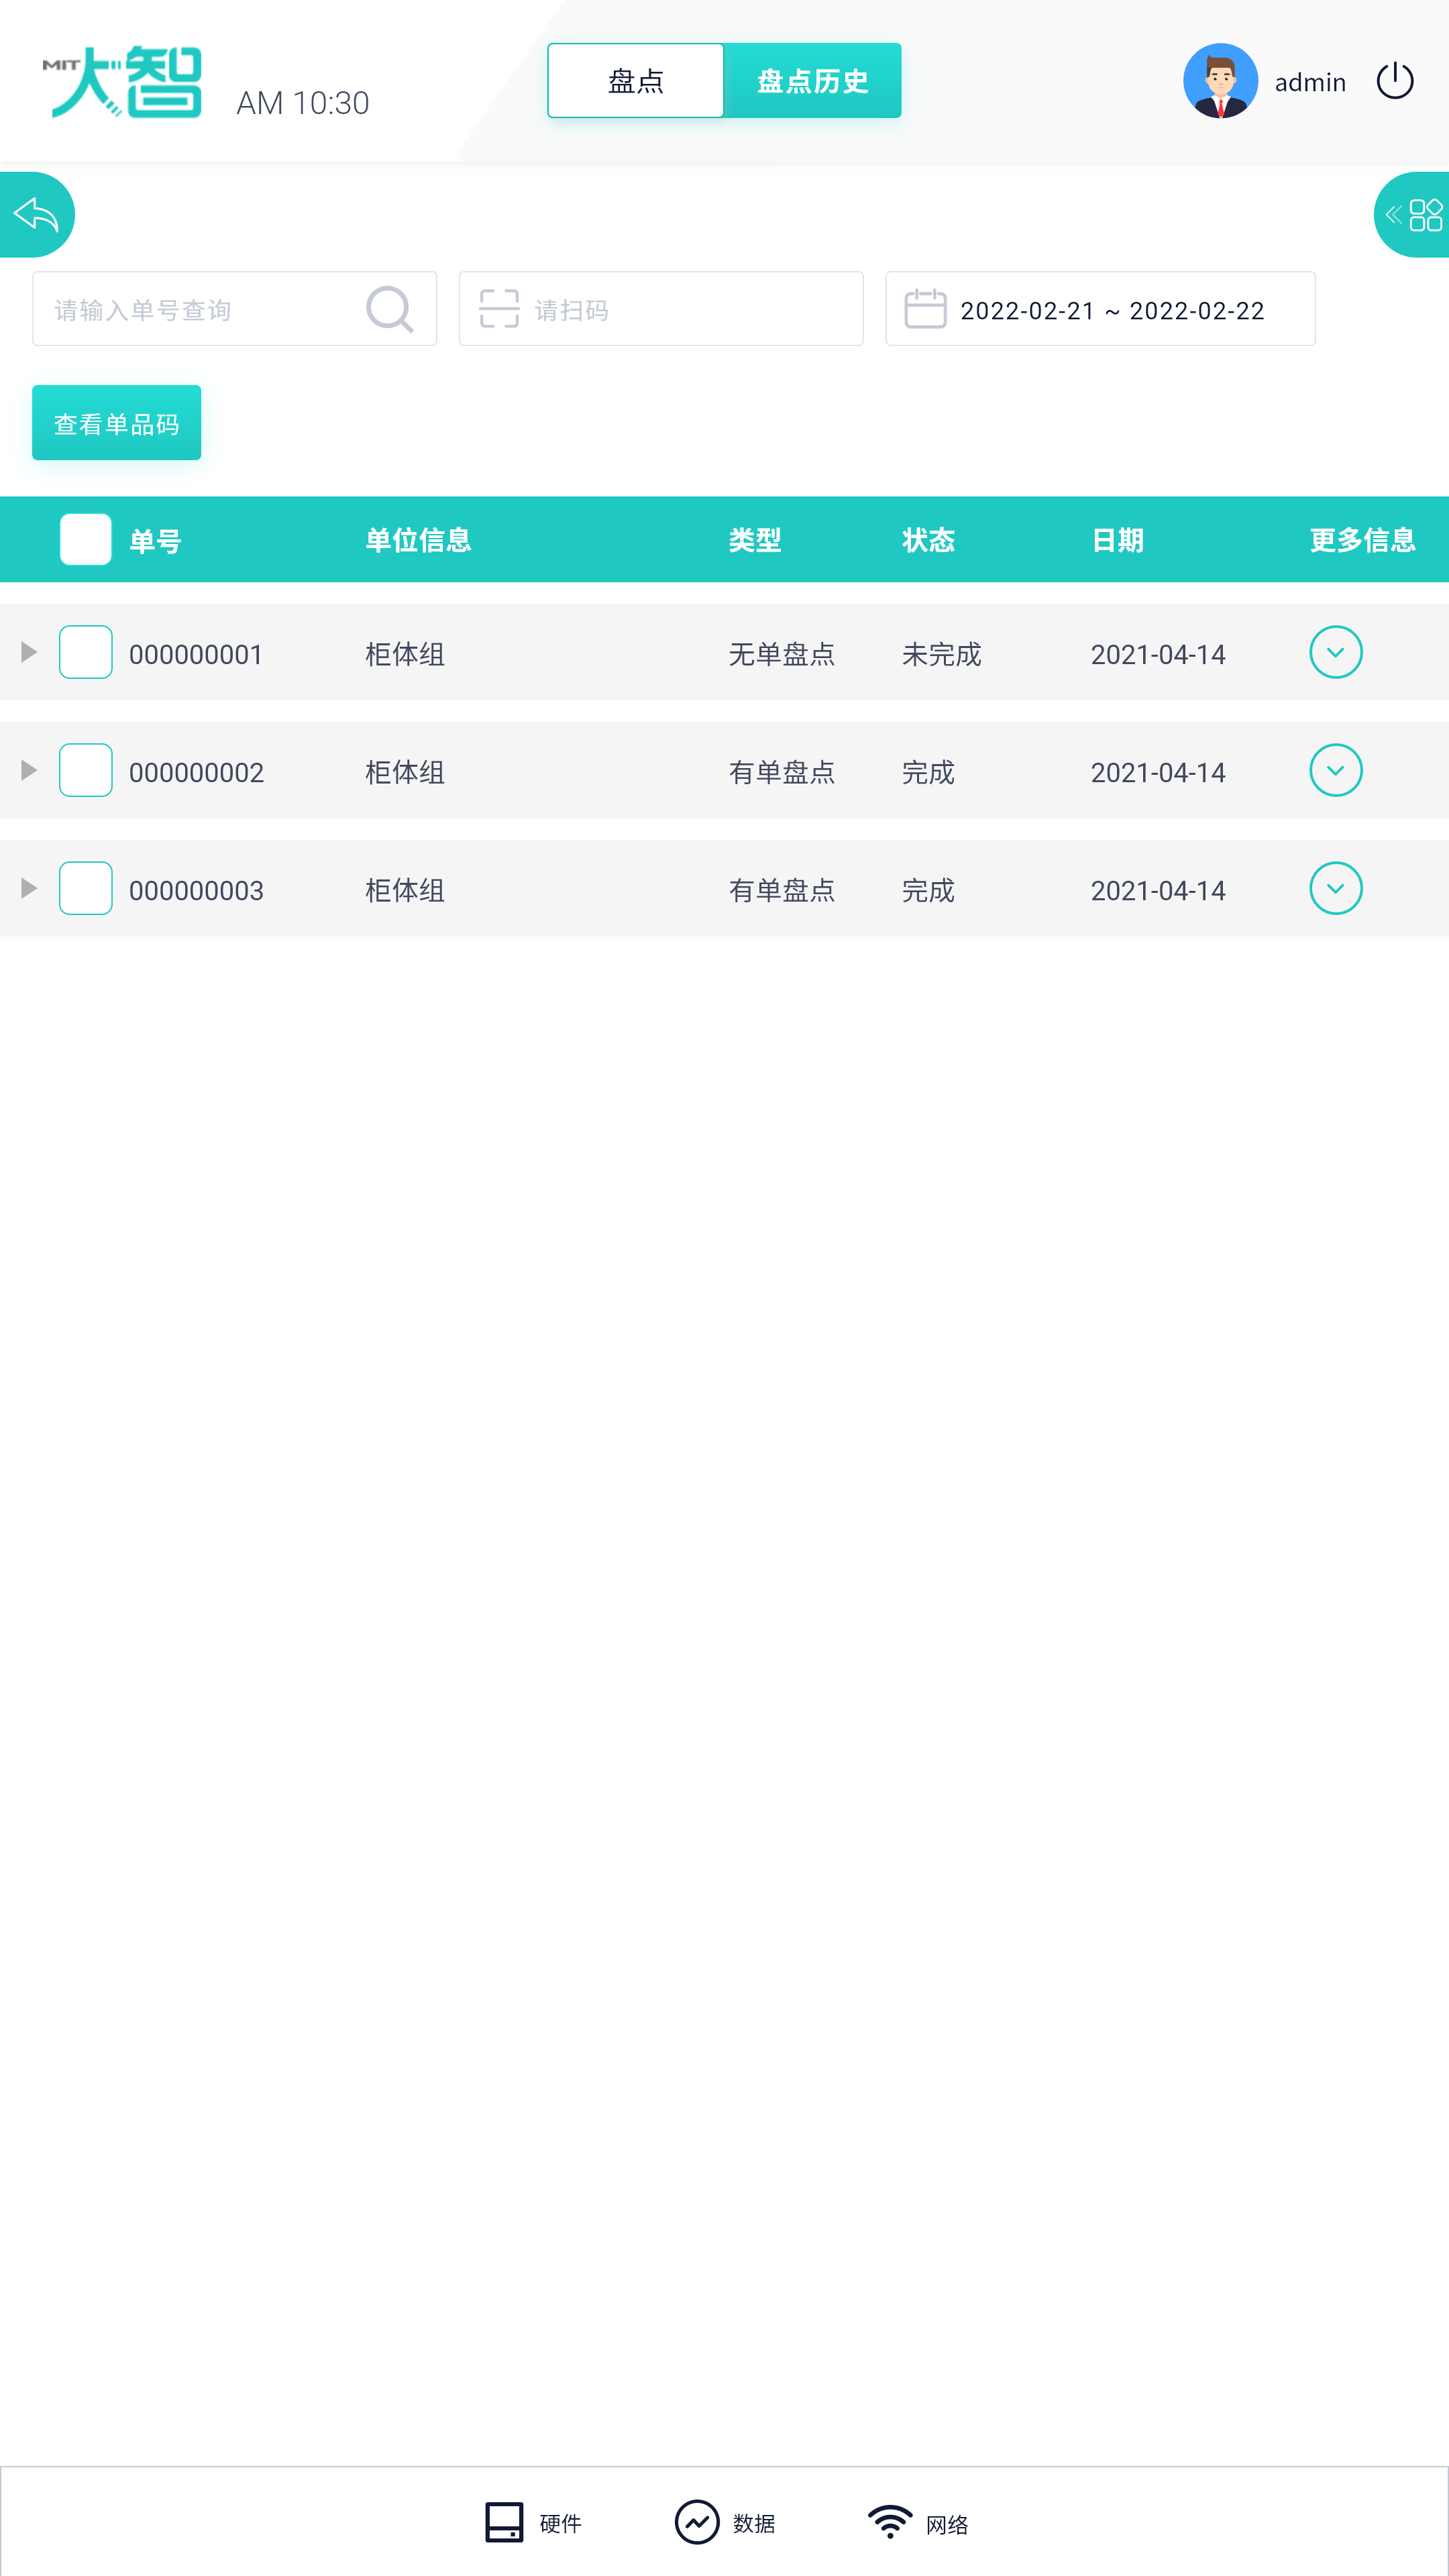 MIT 大智
AM 10:30
盘点
盘点历史
admin
请输入单号查询
请扫码
2022-02-21 ~ 2022-02-22
查看单品码
单号 单位信息 类型 状态 日期 更多信息
000000001 柜体组 无单盘点 未完成 2021-04-14
000000002 柜体组 有单盘点 完成 2021-04-14
000000003 柜体组 有单盘点 完成 2021-04-14
硬件 数据 网络